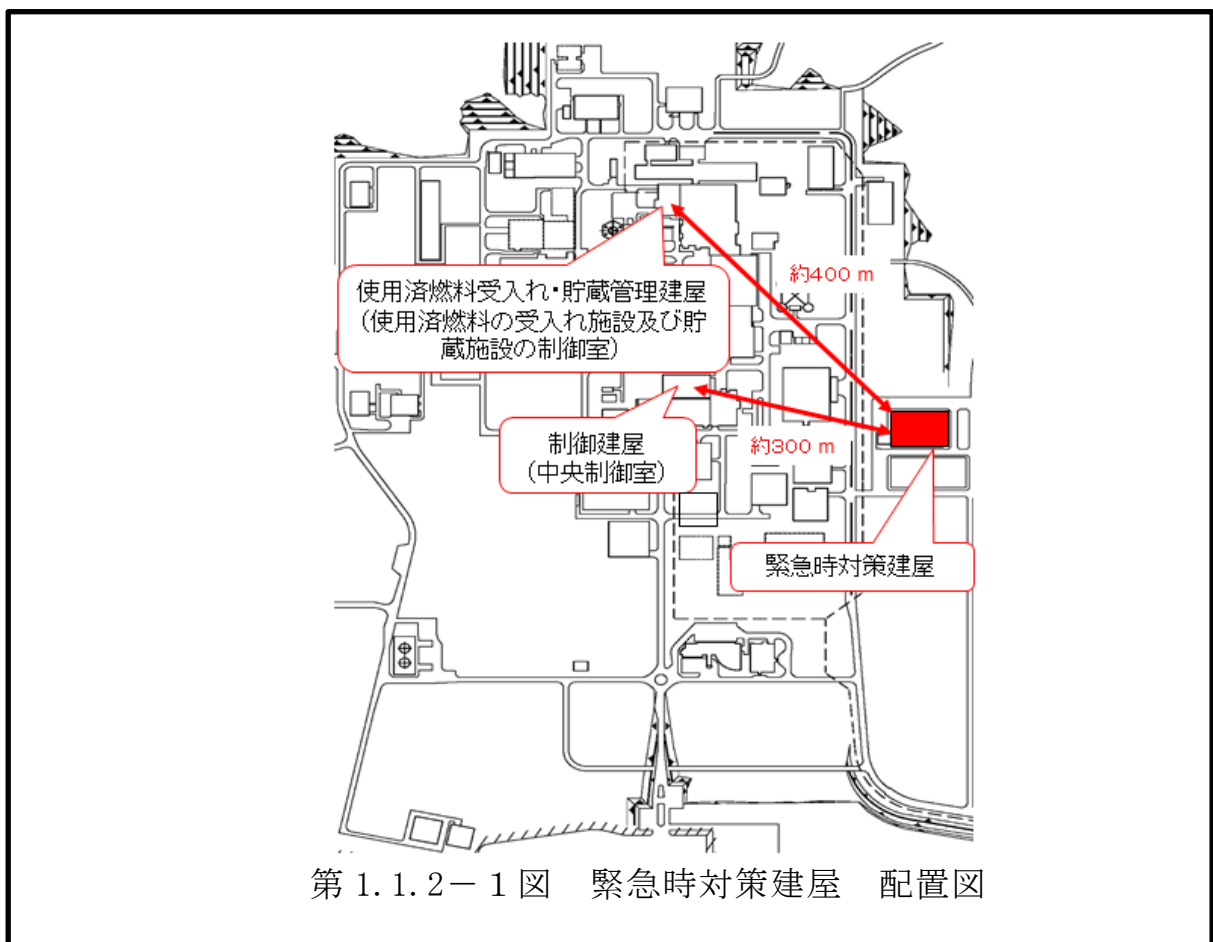 約400 m
使用済燃料受入れ・貯蔵管理建屋
(使用済燃料の受入れ施設及び貯
蔵施設の制御室)
制御建屋
(中央制御室)
約300 m
緊急時対策建屋
第 1.1.2－１図　緊急時対策建屋　配置図